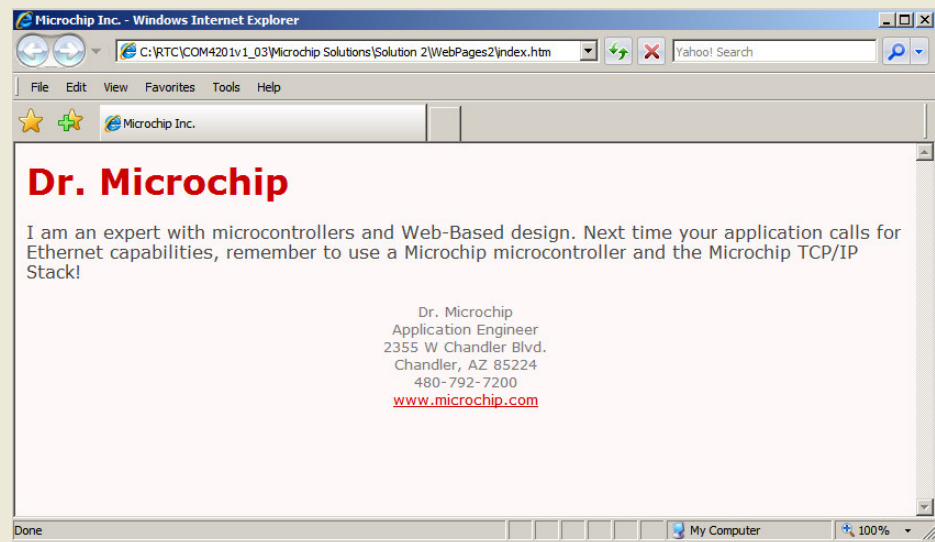 Microchip Inc. - Windows Internet Explorer
C:\RTC\COM4201v1_03\Microchip Solutions\Solution 2\WebPages2\index.htm
Yahoo! Search
File Edit View Favorites Tools Help
Microchip Inc.
Dr. Microchip
I am an expert with microcontrollers and Web-Based design. Next time your application calls for
Ethernet capabilities, remember to use a Microchip microcontroller and the Microchip TCP/IP
Stack!
Dr. Microchip
Application Engineer
2355 W Chandler Blvd.
Chandler, AZ 85224
480-792-7200
www.microchip.com
Done My Computer 100%